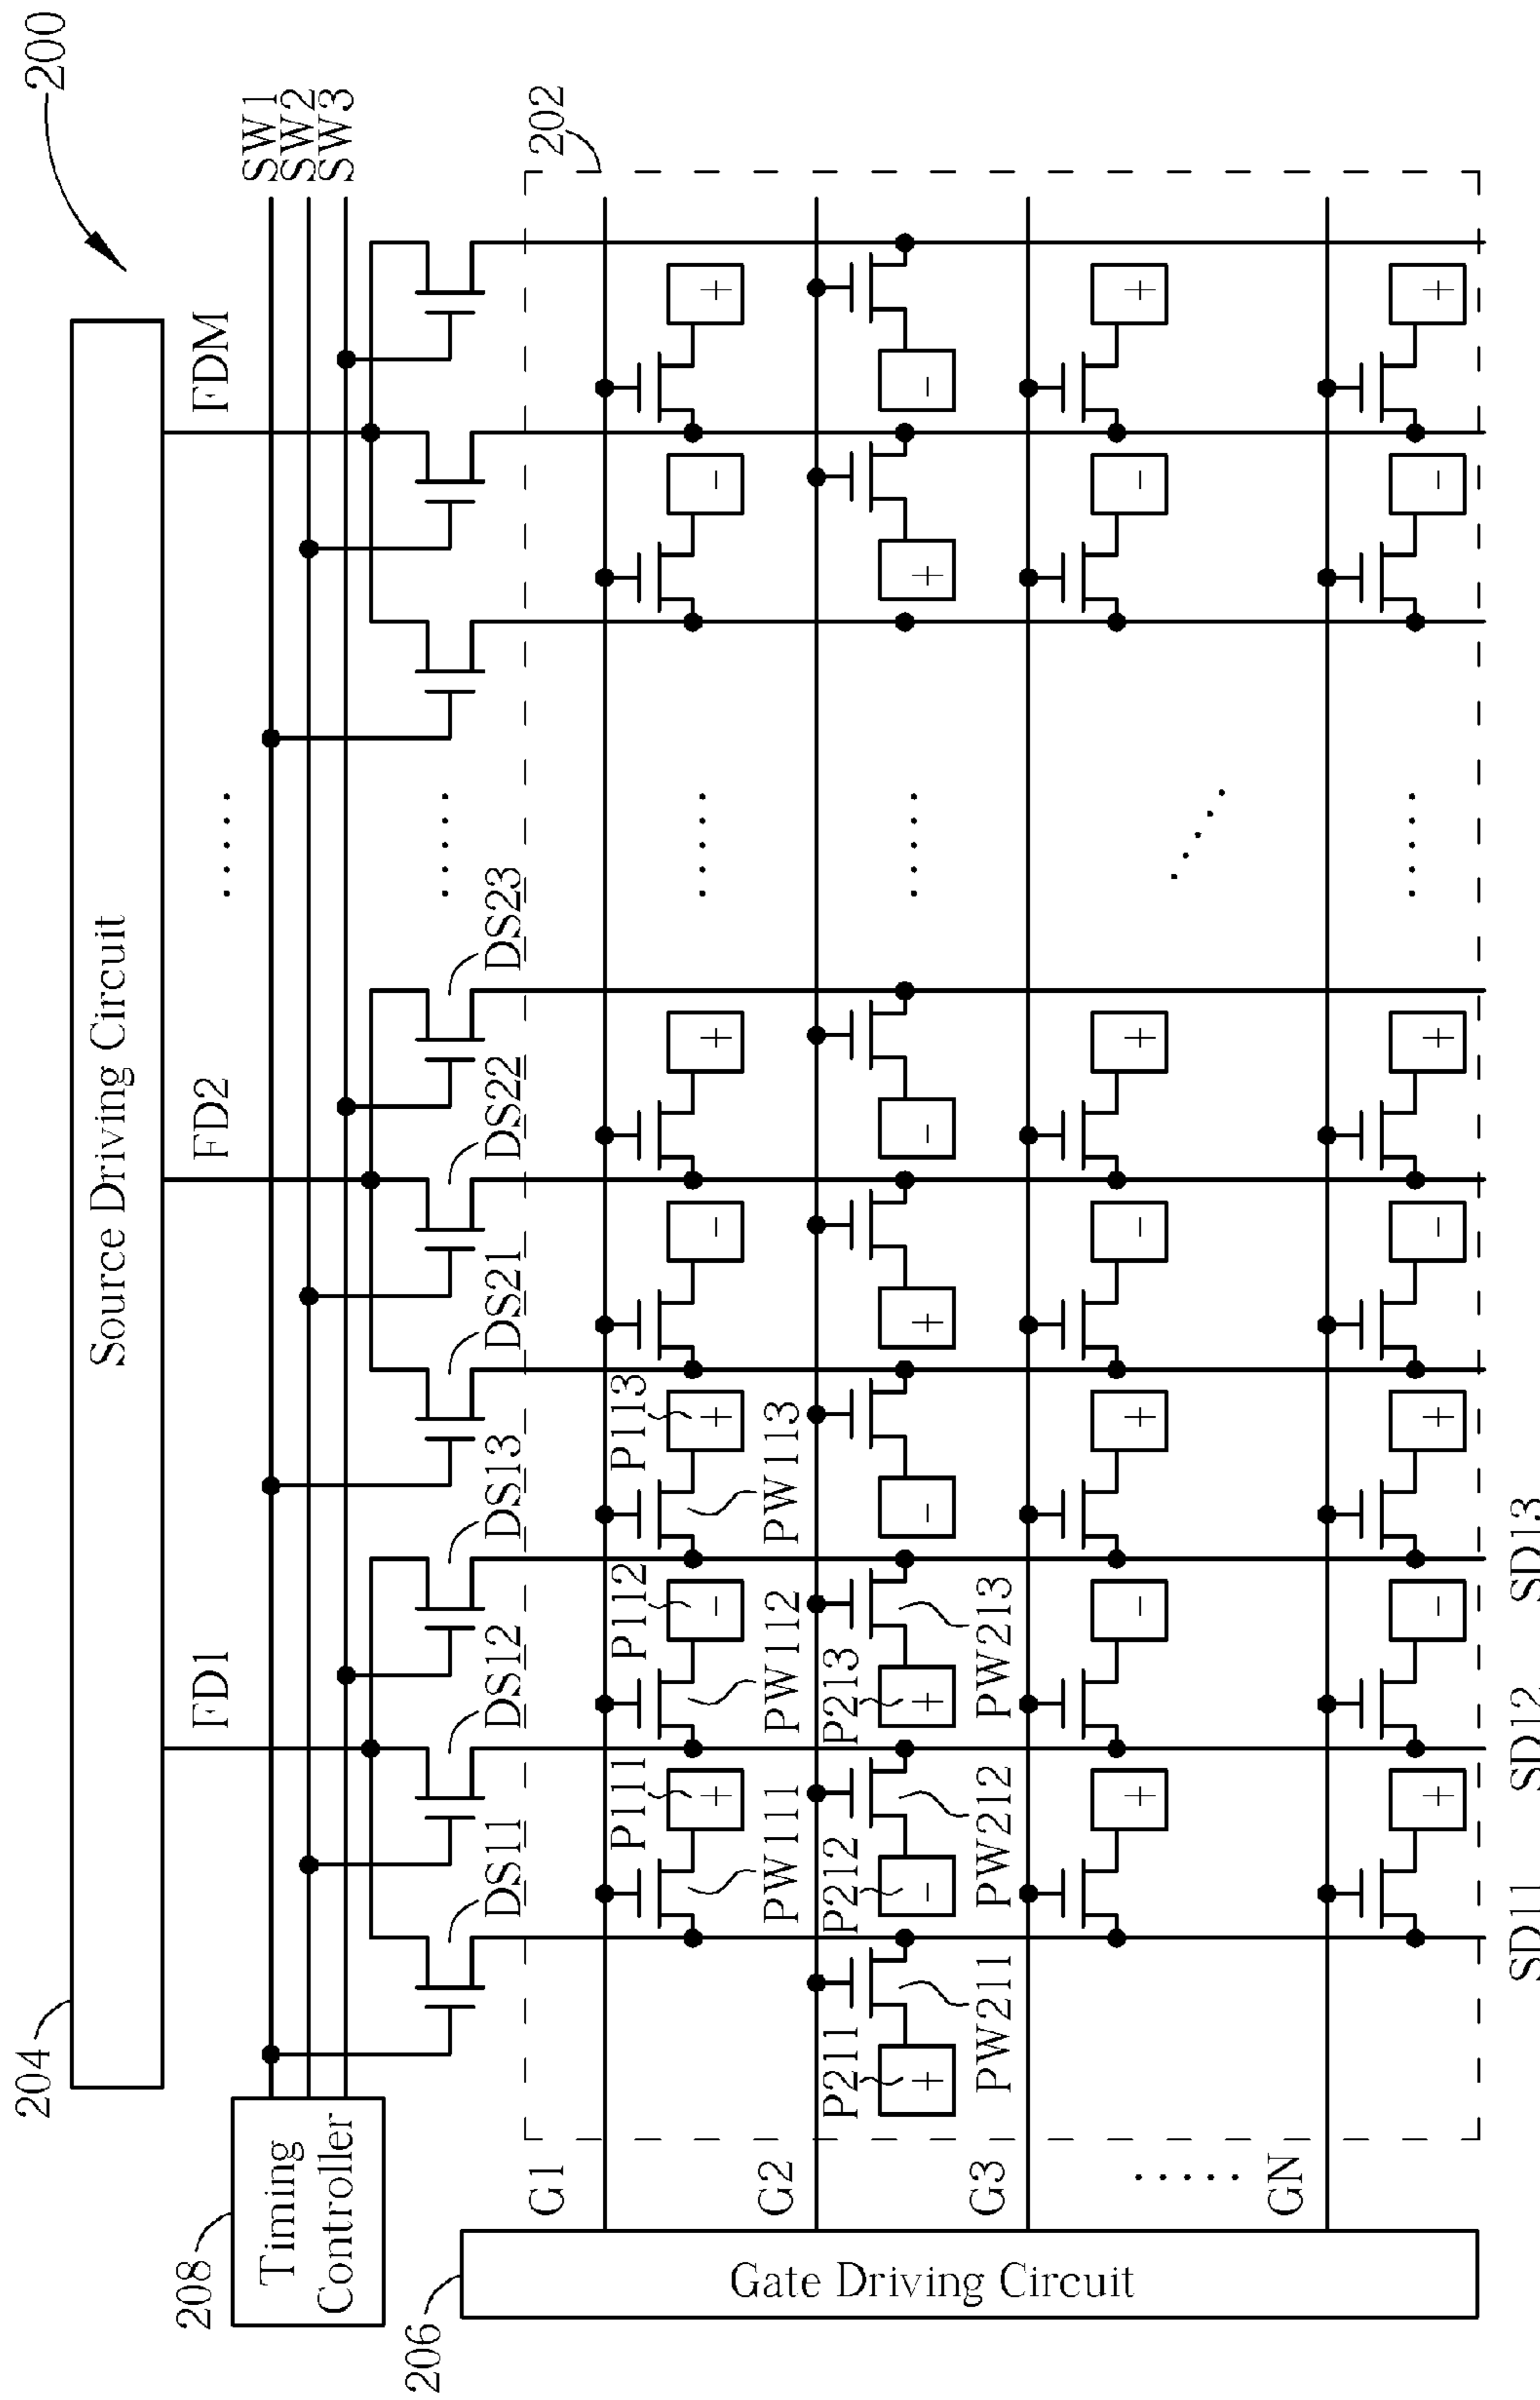 200
204
Source Driving Circuit
FD1
FD2
FDM
SW1
SW2
SW3
208
Timing
Controller
DS11
DS12
DS13
DS21
DS22
DS23
202
206
Gate Driving Circuit
G1
P111
P112
P113
+
-
+
-
+
-
+
PW111
PW112
PW113
G2
P211
P212
P213
+
-
+
-
+
-
+
-
PW211
PW212
PW213
G3
+
-
+
-
+
-
+
GN
+
-
+
-
+
-
+
SD11
SD12
SD13